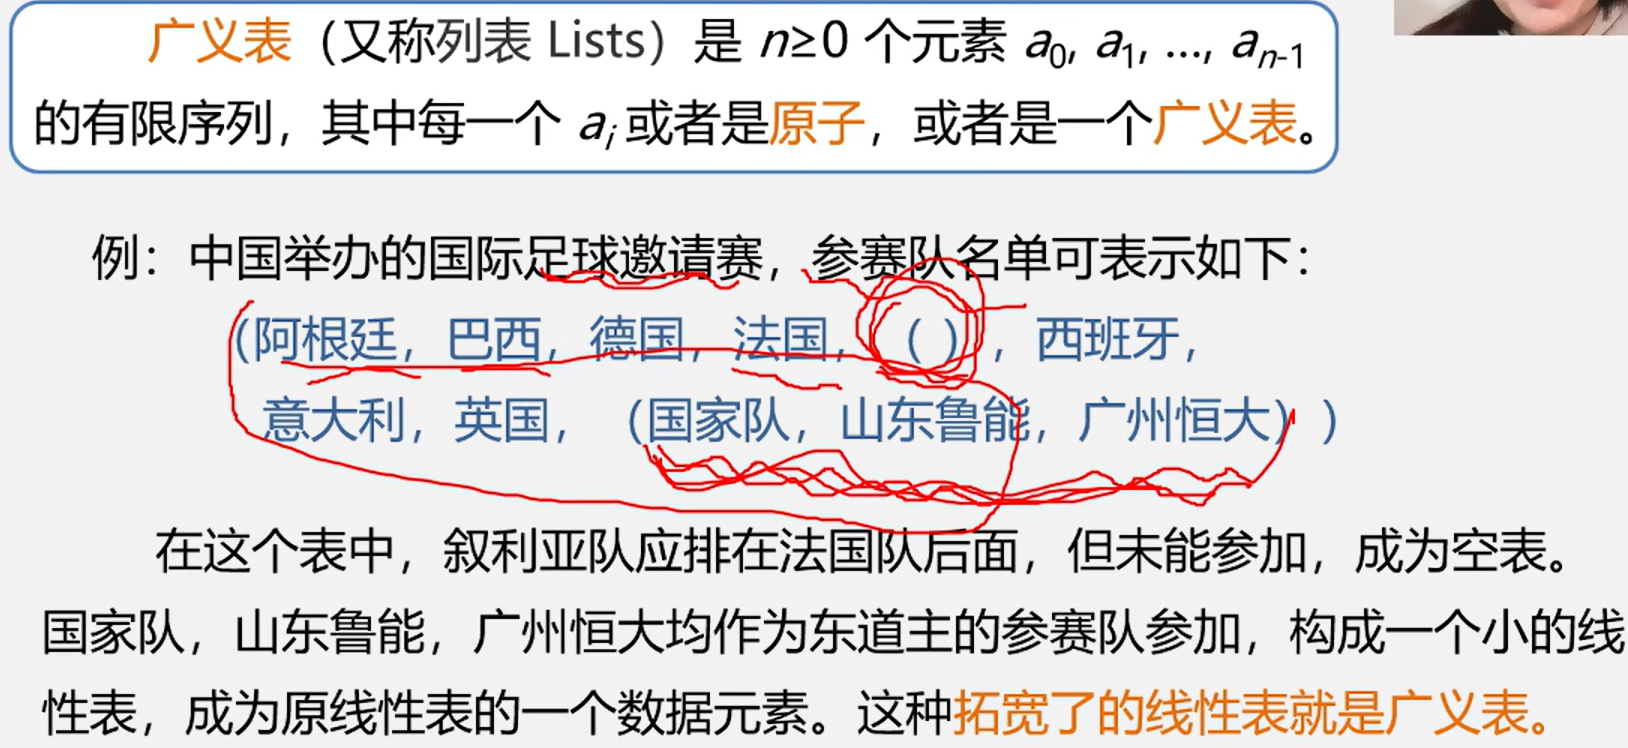 广义表（又称列表 Lists）是 n≥0 个元素 a0, a1, …, an-1
的有限序列，其中每一个 ai 或者是原子，或者是一个广义表。
例：中国举办的国际足球邀请赛，参赛队名单可表示如下：
(阿根廷，巴西，德国，法国，（ ），西班牙，
意大利，英国，（国家队，山东鲁能，广州恒大））
在这个表中，叙利亚队应排在法国队后面，但未能参加，成为空表。
国家队，山东鲁能，广州恒大均作为东道主的参赛队参加，构成一个小的线
性表，成为原线性表的一个数据元素。这种拓宽了的线性表就是广义表。